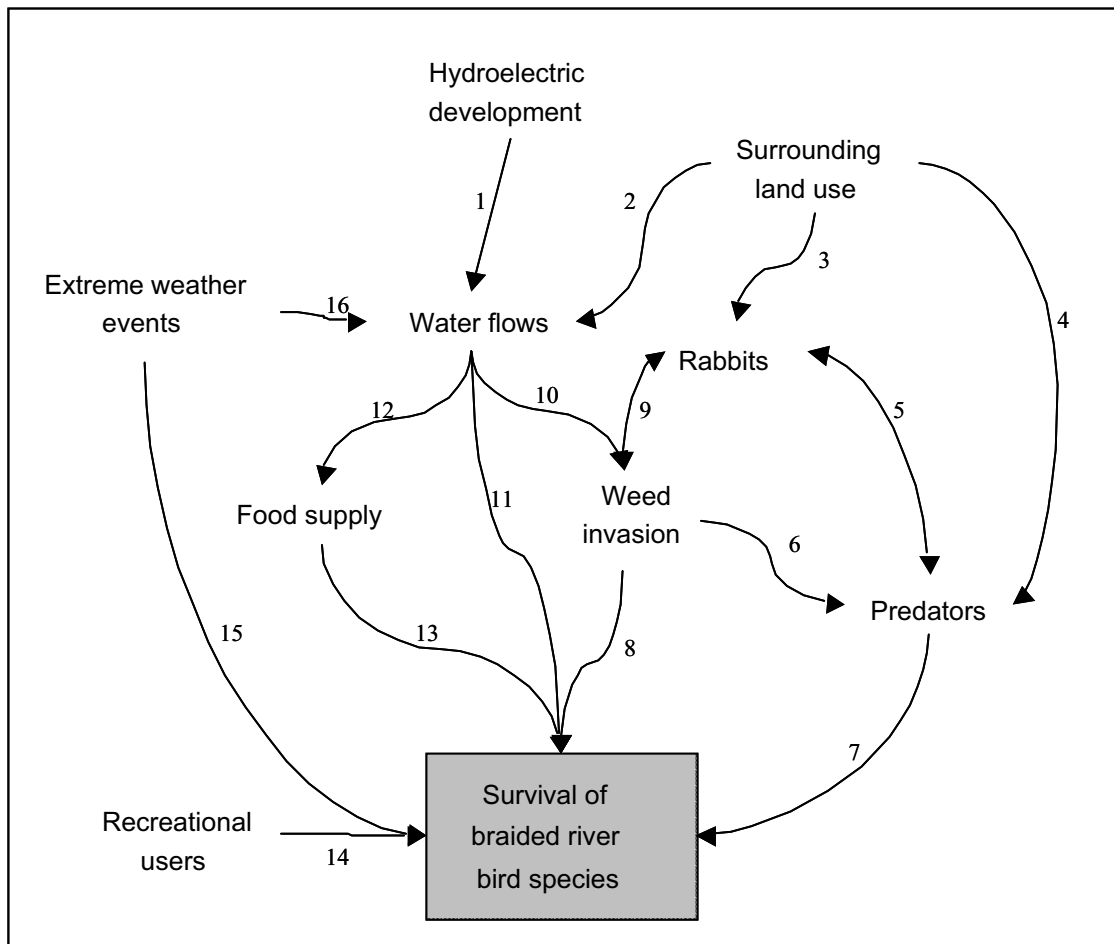 Hydroelectric
development
Surrounding
land use
1
2
3
4
Extreme weather
events
16
Water flows
Rabbits
12
10
9
5
11
Food supply
Weed
invasion
6
Predators
15
13
8
7
Survival of
braided river
bird species
Recreational
users
14